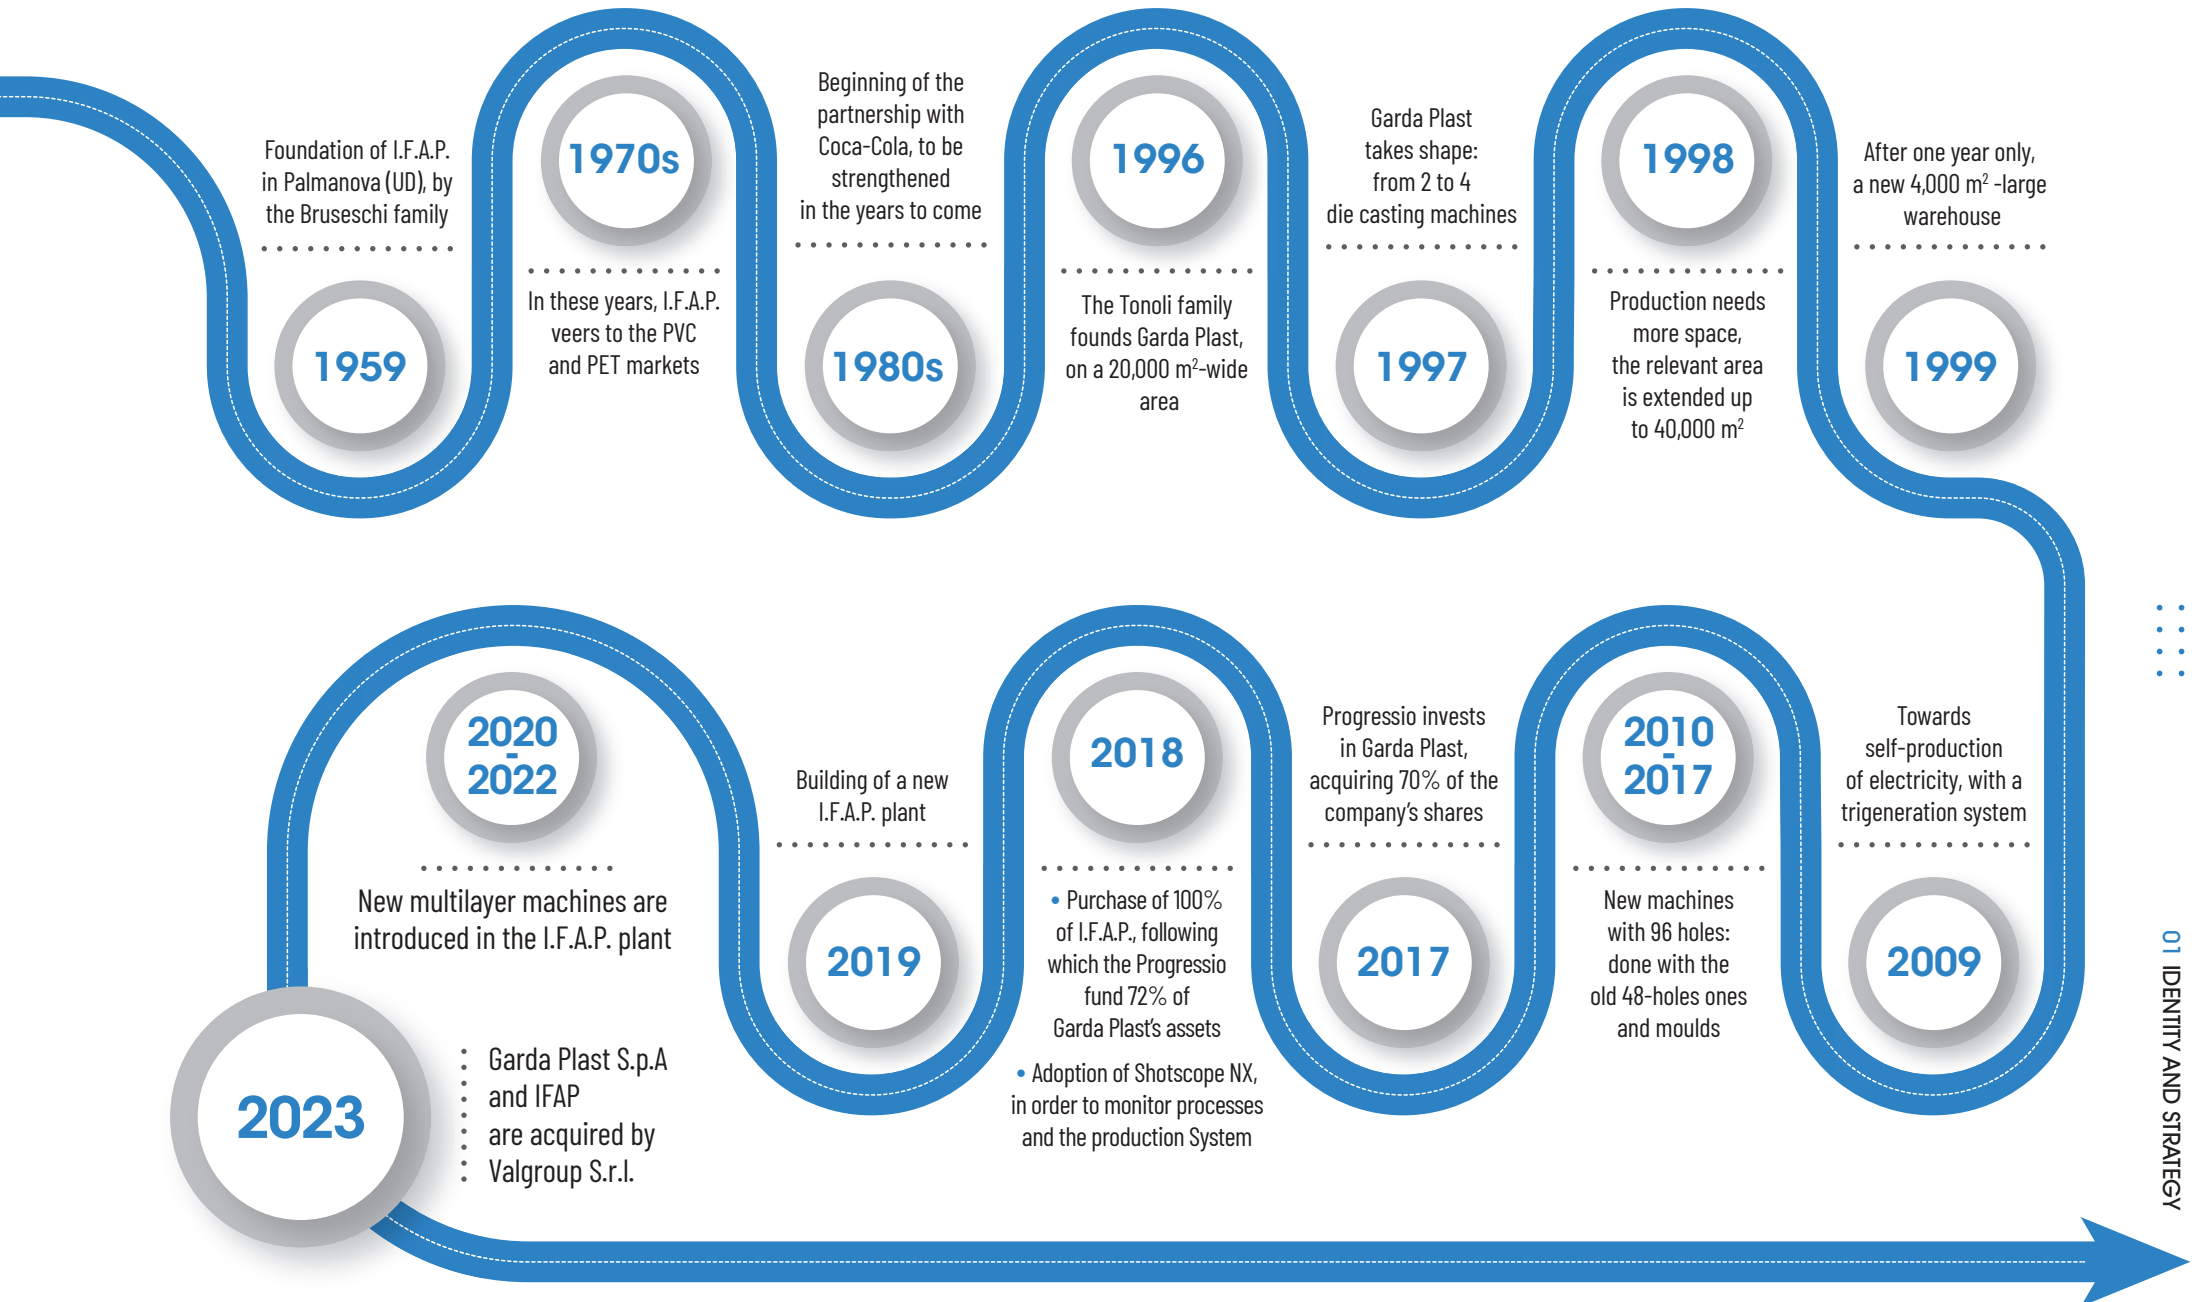 Foundation of I.F.A.P.
in Palmanova (UD), by
the Bruseschi family
1959
1970s
In these years, I.F.A.P.
veers to the PVC
and PET markets
Beginning of the
partnership with
Coca-Cola, to be
strengthened
in the years to come
1980s
1996
The Tonoli family
founds Garda Plast,
on a 20,000 m²-wide
area
Garda Plast
takes shape:
from 2 to 4
die casting machines
1997
1998
Production needs
more space,
the relevant area
is extended up
to 40,000 m²
After one year only,
a new 4,000 m² -large
warehouse
1999
Towards
self-production
of electricity, with a
trigeneration system
2009
2010
-
2017
New machines
with 96 holes:
done with the
old 48-holes ones
and moulds
Progressio invests
in Garda Plast,
acquiring 70% of the
company's shares
2017
2018
• Purchase of 100%
of I.F.A.P., following
which the Progressio
fund 72% of
Garda Plast's assets
• Adoption of Shotscope NX,
in order to monitor processes
and the production System
Building of a new
I.F.A.P. plant
2019
2020
-
2022
New multilayer machines are
introduced in the I.F.A.P. plant
2023
Garda Plast S.p.A
and IFAP
are acquired by
Valgroup S.r.l.
01 IDENTITY AND STRATEGY